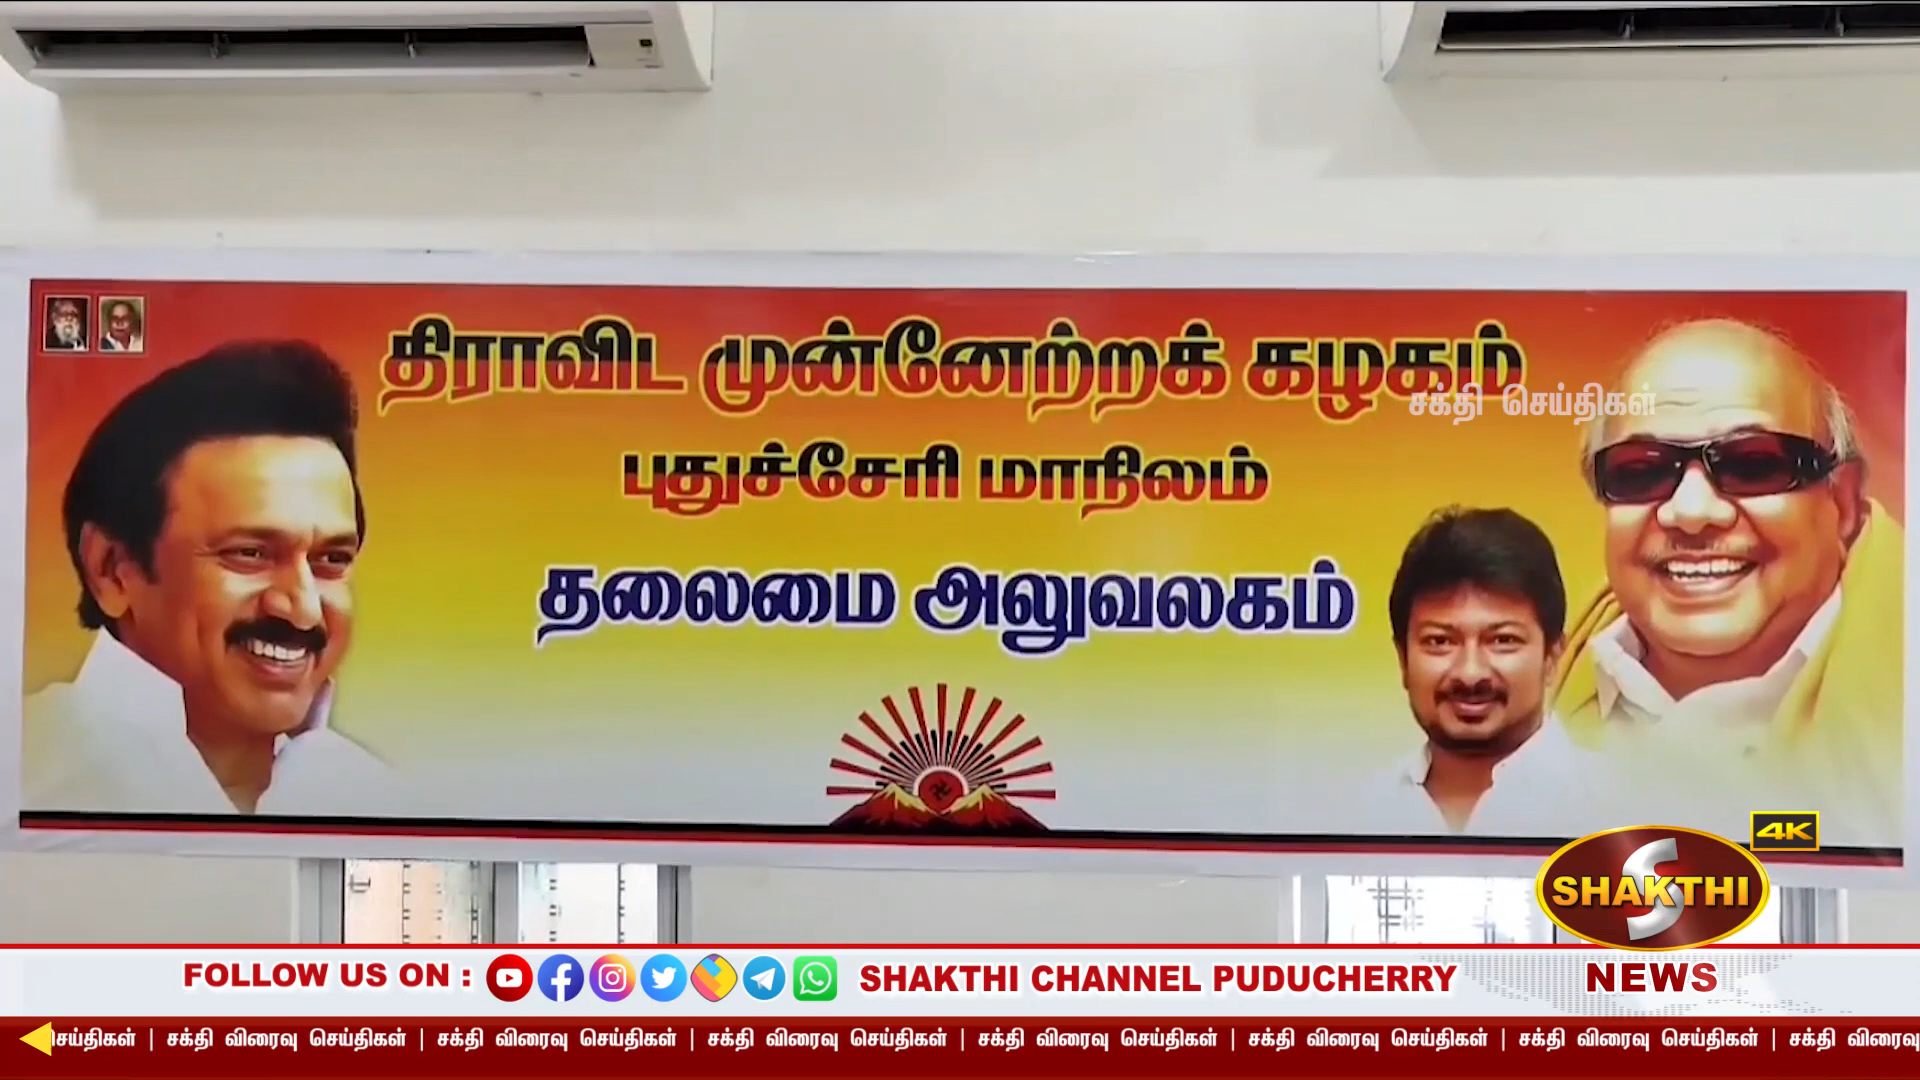 திராவிட முன்னேற்றக் கழகம்
சக்தி செய்திகள்
புதுச்சேரி மாநிலம்
தலைமை அலுவலகம்
4K
SHAKTHI
NEWS
FOLLOW US ON : SHAKTHI CHANNEL PUDUCHERRY
செய்திகள் | சக்தி விரைவு செய்திகள் | சக்தி விரைவு செய்திகள் | சக்தி விரைவு செய்திகள் | சக்தி விரைவு செய்திகள் | சக்தி விரைவு செய்திகள் | சக்தி விரைவு செய்திகள் | சக்தி விரைவு